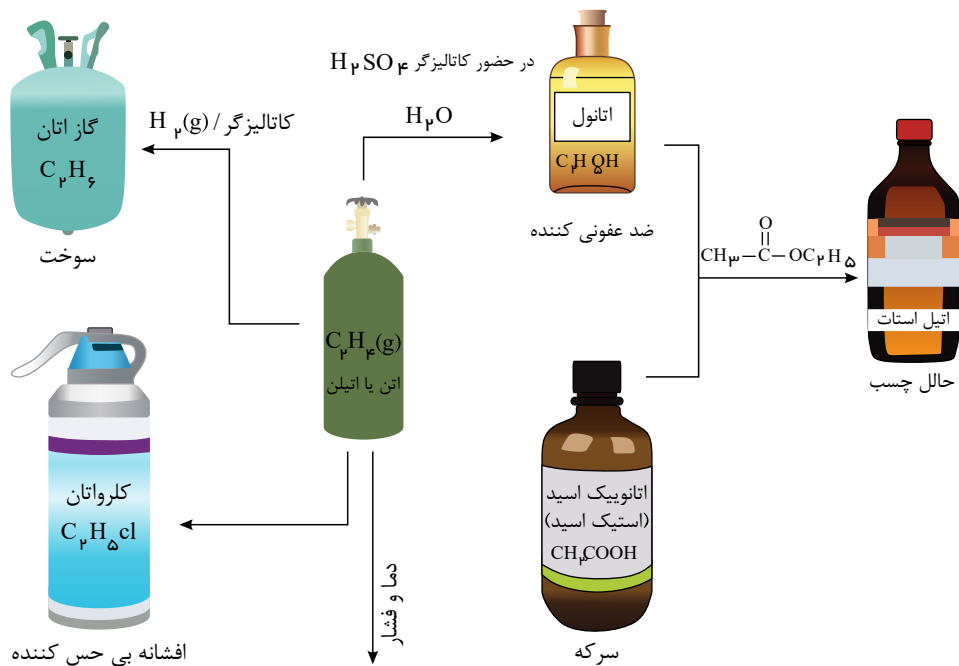 در حضور کاتالیزگر H۲SO۴
H۲O
اتانول
C۲H۵OH
ضد عفونی کننده
کاتالیزگر / H۲(g)
گاز اتان
C۲H۶
سوخت
O
CH۳–C–OC۲H۵
اتیل استات
حالل چسب
C۲H۴(g)
اتن یا اتیلن
کلرواتان
C۲H۵cl
افشانه بی حس کننده
دما و فشار
اتانوییک اسید
(استیک اسید)
CH۳COOH
سرکه